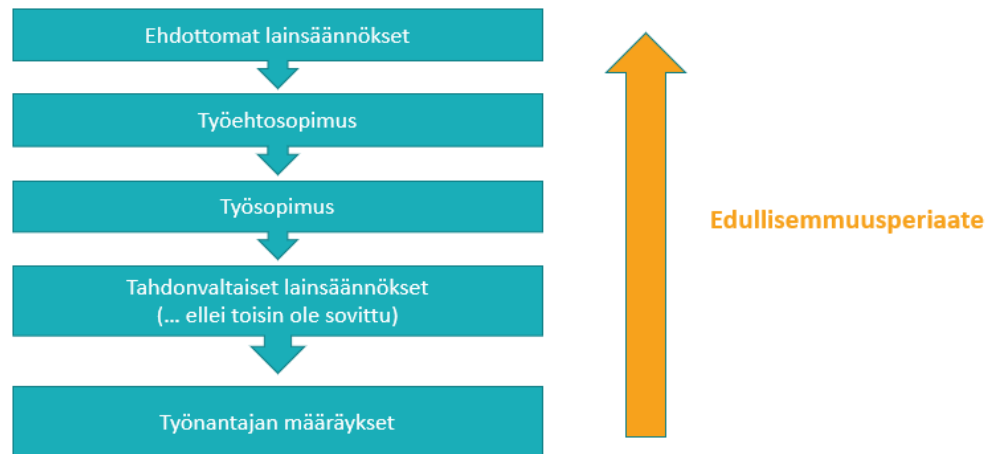 Ehdottomat lainsäännökset
Työehtosopimus
Työsopimus
Tahdonvaltaiset lainsäännökset
(... ellei toisin ole sovittu)
Työnantajan määräykset
Edullisemmuusperiaate